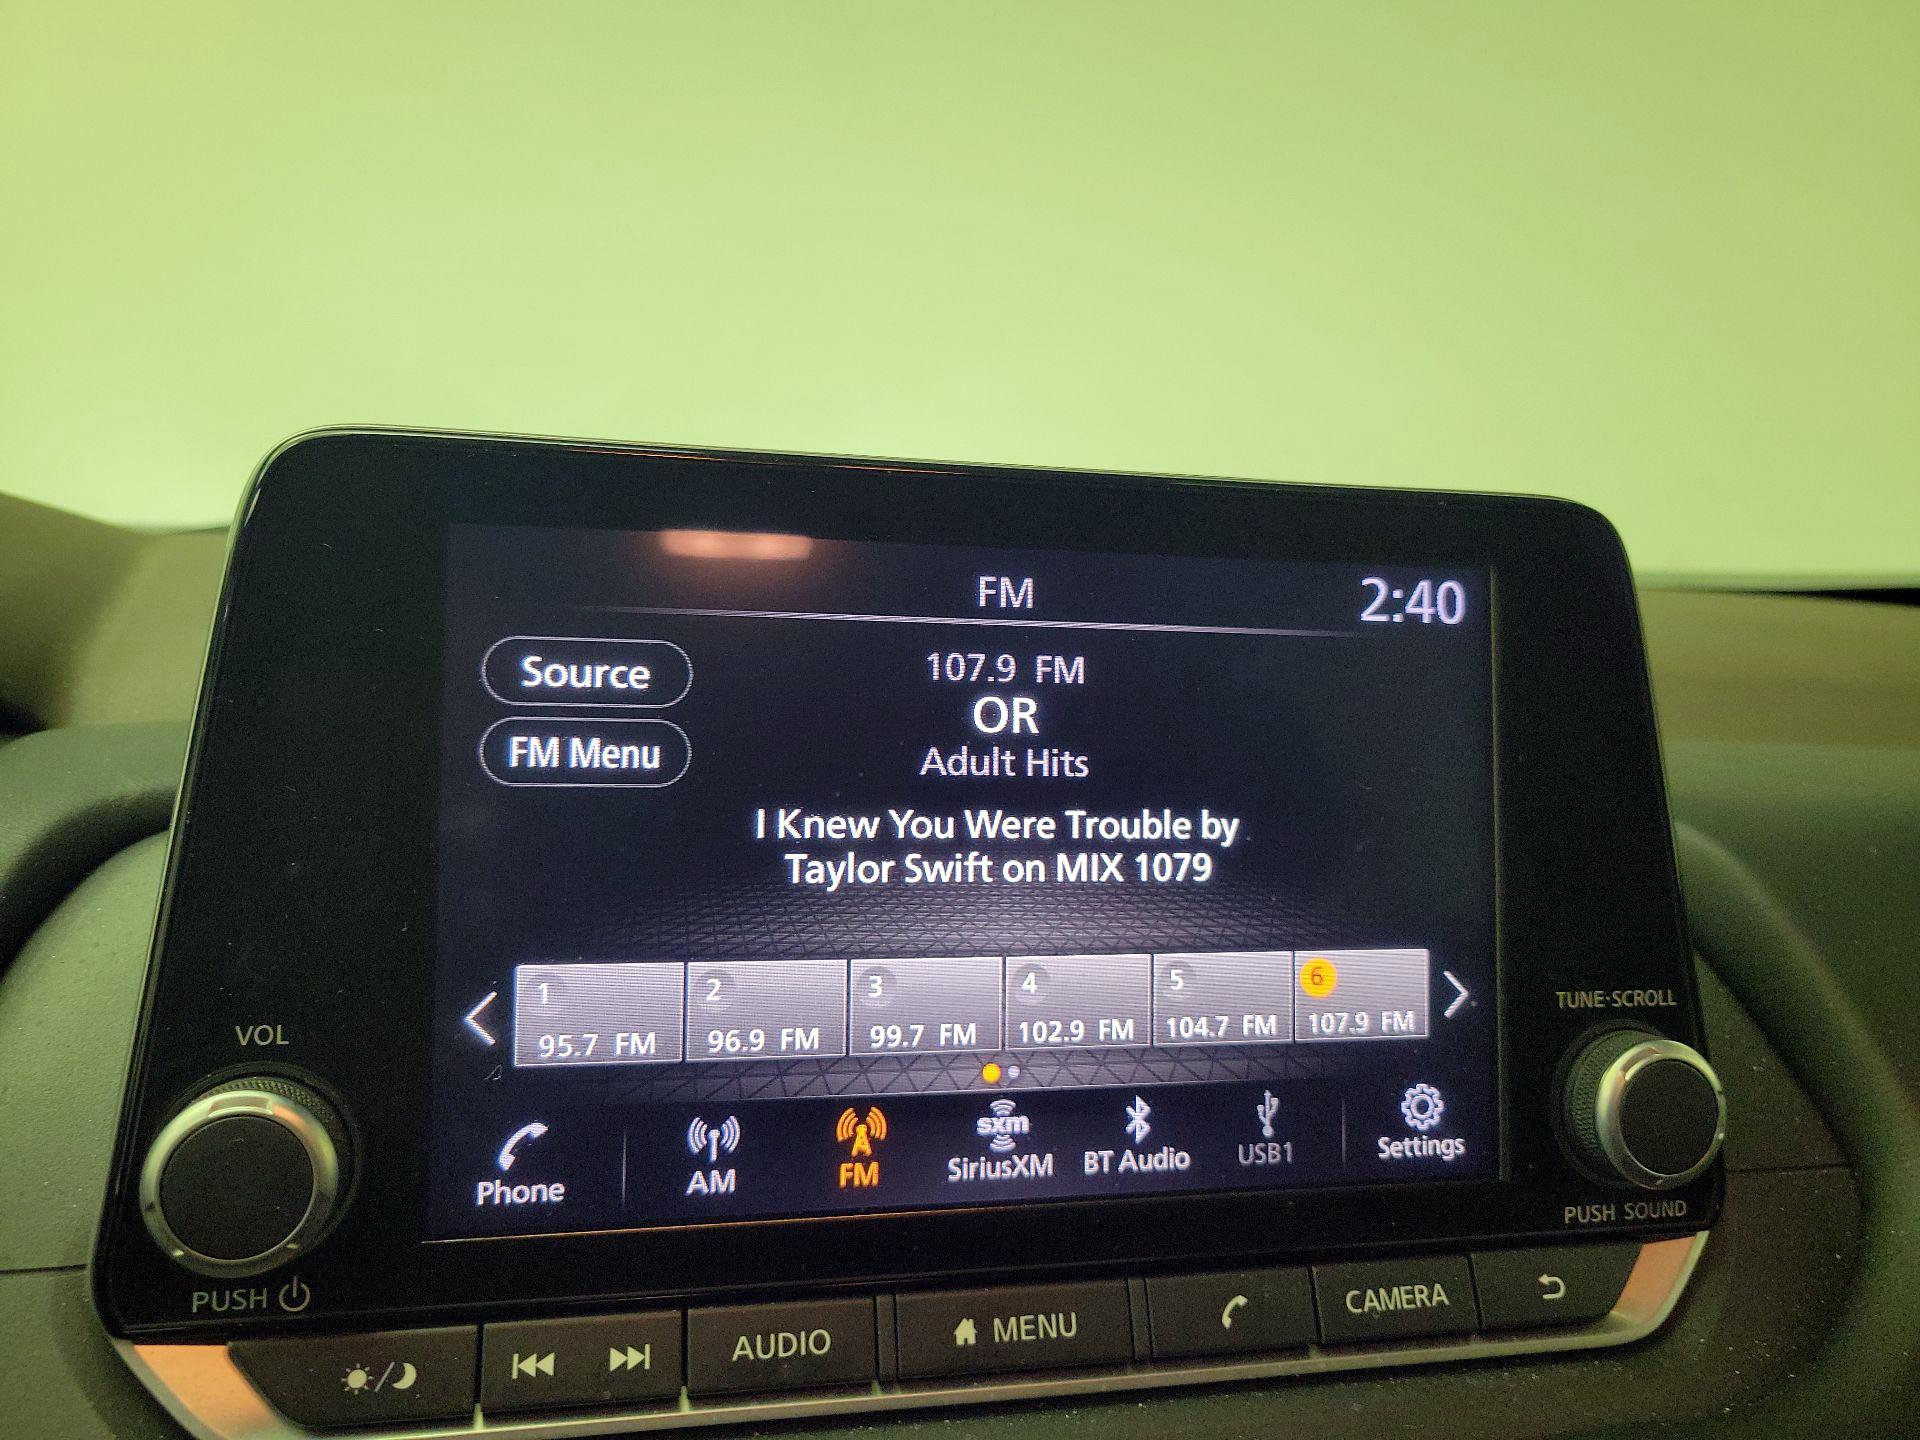 FM
2:40
Source
107.9 FM
OR
FM Menu
Adult Hits
I Knew You Were Trouble by
Taylor Swift on MIX 1079
1
2
3
4
5
6
95.7 FM
96.9 FM
99.7 FM
102.9 FM
104.7 FM
107.9 FM
VOL
TUNE·SCROLL
sxm
Phone
AM
FM
SiriusXM
BT Audio
USB1
Settings
PUSH
PUSH SOUND
AUDIO
MENU
CAMERA